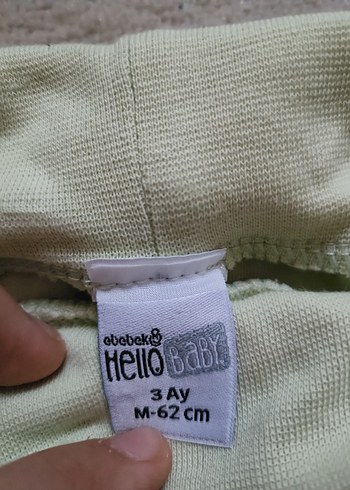 ebebek
Hello BABY
3 Ay
M-62 cm